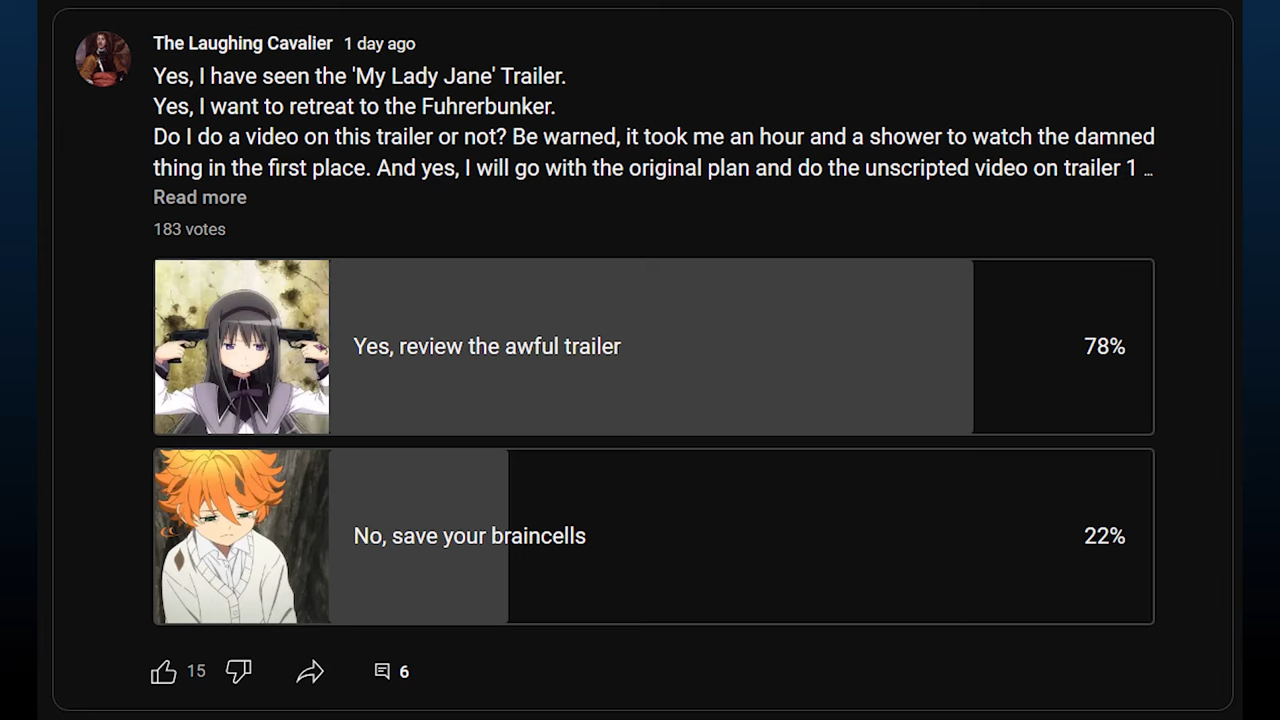 The Laughing Cavalier 1 day ago
Yes, I have seen the 'My Lady Jane' Trailer.
Yes, I want to retreat to the Fuhrerbunker.
Do I do a video on this trailer or not? Be warned, it took me an hour and a shower to watch the damned
thing in the first place. And yes, I will go with the original plan and do the unscripted video on trailer 1 ...
Read more
183 votes
Yes, review the awful trailer 78%
No, save your braincells 22%
15 6